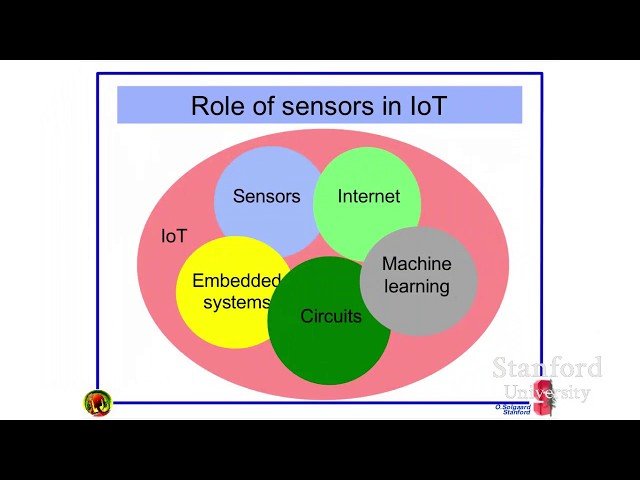 Role of sensors in IoT
Sensors
Internet
IoT
Machine
learning
Embedded
systems
Circuits
Stanford
University
O.Solgaard
Stanford